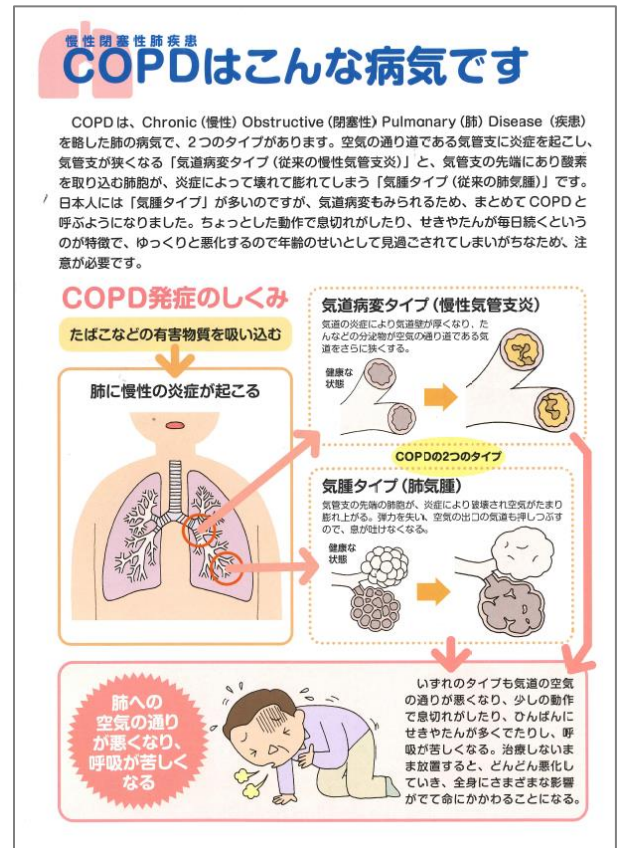 慢性閉塞性肺疾患
COPDはこんな病気です
COPDは、Chronic（慢性）Obstructive（閉塞性）Pulmonary（肺）Disease（疾患）
を略した肺の病気で、2つのタイプがあります。空気の通り道である気管支に炎症を起こし、
気管支が狭くなる「気道病変タイプ（従来の慢性気管支炎）」と、気管支の先端にあり酸素
を取り込む肺胞が、炎症によって壊れて膨れてしまう「気腫タイプ（従来の肺気腫）」です。
日本人には「気腫タイプ」が多いのですが、気道病変もみられるため、まとめてCOPDと
呼ぶようになりました。ちょっとした動作で息切れがしたり、せきやたんが毎日続くという
のが特徴で、ゆっくりと悪化するので年齢のせいとして見過ごされてしまいがちなため、注
意が必要です。
COPD発症のしくみ
たばこなどの有害物質を吸い込む
肺に慢性の炎症が起こる
気道病変タイプ（慢性気管支炎）
気道の炎症により気道壁が厚くなり、た
んなどの分泌物が空気の通り道である気
道をさらに狭くする。
健康な
状態
COPDの2つのタイプ
気腫タイプ（肺気腫）
気管支の先端の肺胞が、炎症により破壊され空気がたまり
膨れ上がる。弾力を失い、空気の出口の気道も押しつぶす
ので、息が吐けなくなる。
健康な
状態
肺への
空気の通り
が悪くなり、
呼吸が苦しく
なる
いずれのタイプも気道の空気
の通りが悪くなり、少しの動作
で息切れがしたり、ひんぱんに
せきやたんが多くでたりし、呼
吸が苦しくなる。治療しないま
ま放置すると、どんどん悪化し
ていき、全身にさまざまな影響
がでて命にかかわることになる。